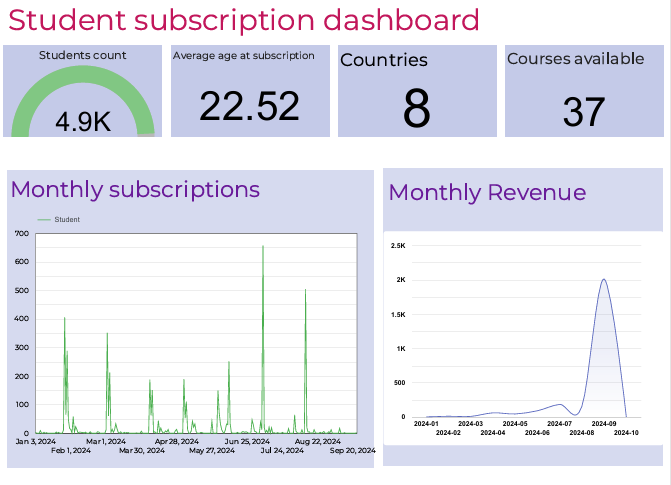 Student subscription dashboard
Students count
4.9K
Average age at subscription
22.52
Countries
8
Courses available
37
Monthly subscriptions
Student
700
600
500
400
300
200
100
0
Jan 3, 2024 Mar 1, 2024 Apr 28, 2024 Jun 25, 2024 Aug 22, 2024
Feb 1, 2024 Mar 30, 2024 May 27, 2024 Jul 24, 2024 Sep 20, 2024
Monthly Revenue
2.5K
2K
1.5K
1K
500
0
2024-01 2024-03 2024-05 2024-07 2024-09
2024-02 2024-04 2024-06 2024-08 2024-10